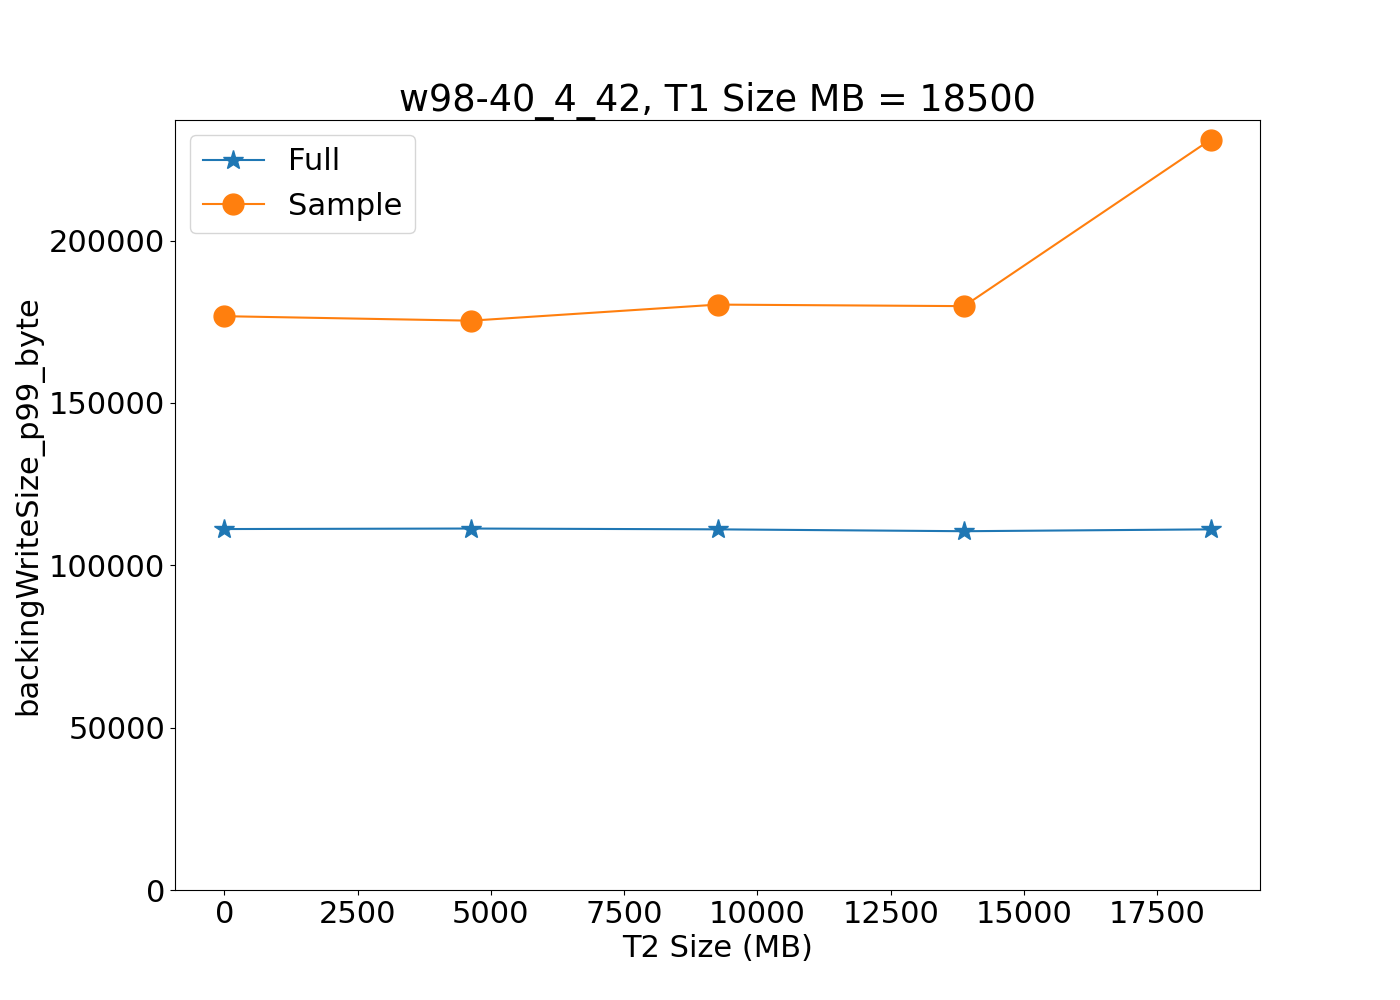 w98-40_4_42, T1 Size MB = 18500
Full
Sample
backingWriteSize_p99_byte
200000
150000
100000
50000
0
0 2500 5000 7500 10000 12500 15000 17500
T2 Size (MB)